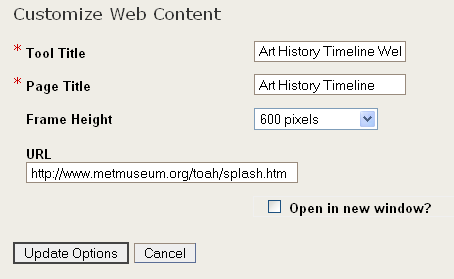 Customize Web Content
* Tool Title Art History Timeline Wel
* Page Title Art History Timeline
Frame Height 600 pixels
URL
http://www.metmuseum.org/toah/splash.htm
Open in new window?
Update Options Cancel